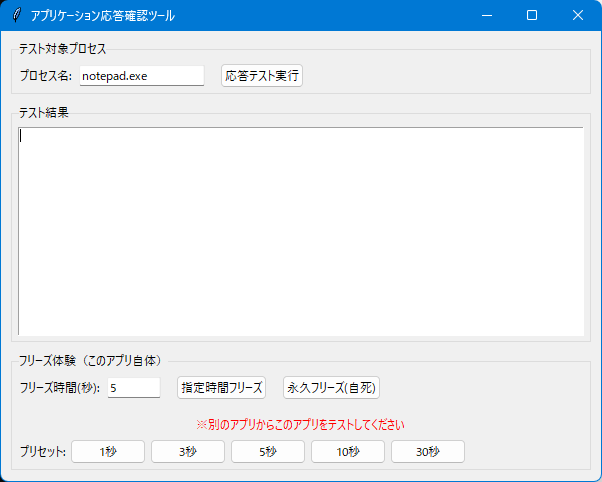 アプリケーション応答確認ツール
テスト対象プロセス
プロセス名: notepad.exe 応答テスト実行
テスト結果
フリーズ体験（このアプリ自体）
フリーズ時間(秒): 5 指定時間フリーズ 永久フリーズ(自死)
※別のアプリからこのアプリをテストしてください
プリセット: 1秒 3秒 5秒 10秒 30秒